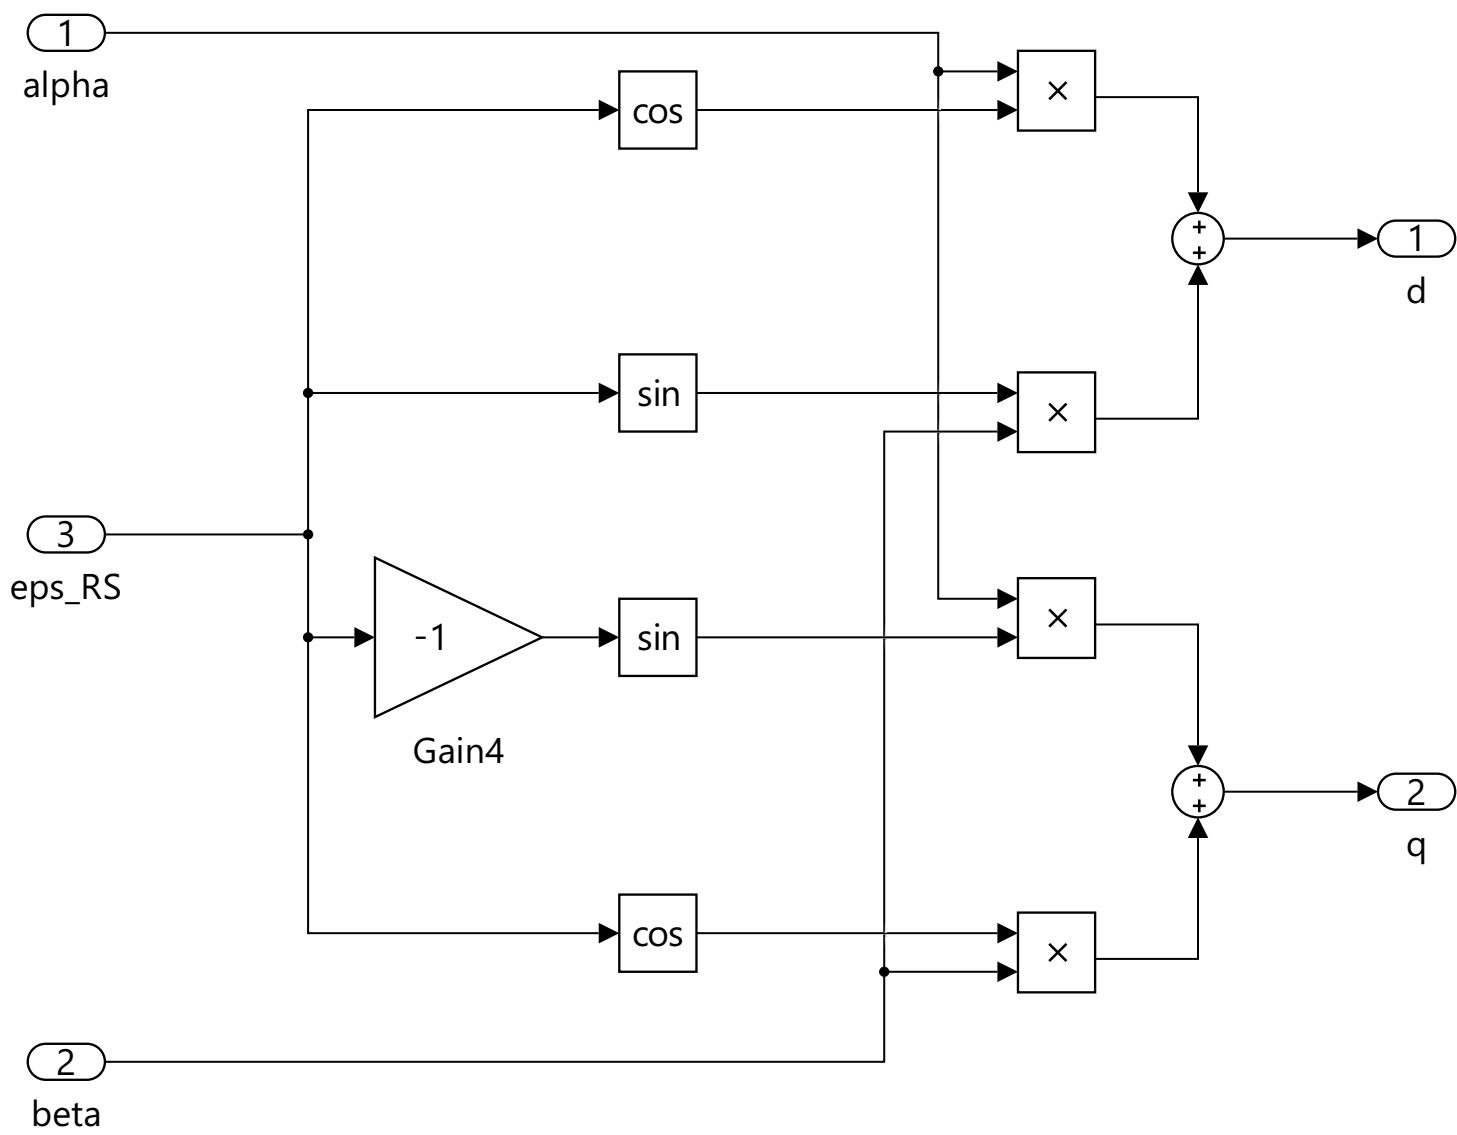 1
alpha
cos
×
+
+
1
d
sin
×
3
eps_RS
-1
Gain4
sin
×
+
+
2
q
cos
×
2
beta